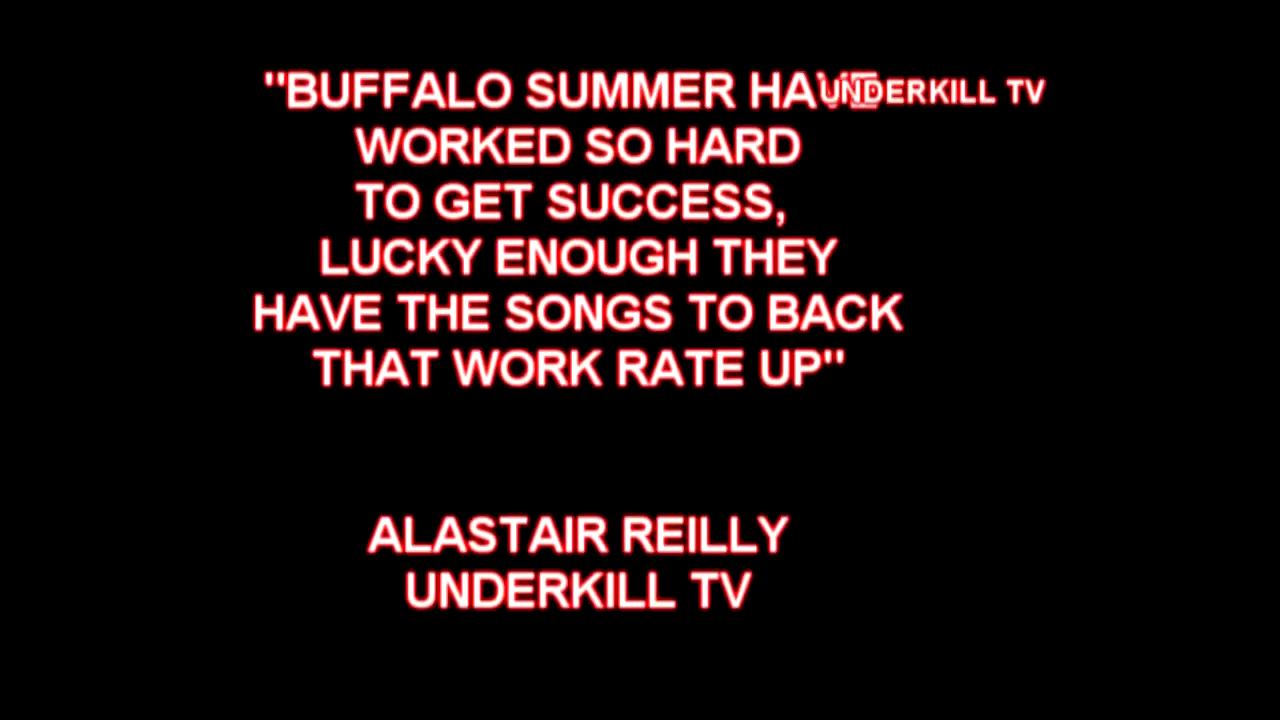 "BUFFALO SUMMER HAVE
UNDERKILL TV
WORKED SO HARD
TO GET SUCCESS,
LUCKY ENOUGH THEY
HAVE THE SONGS TO BACK
THAT WORK RATE UP"
ALASTAIR REILLY
UNDERKILL TV